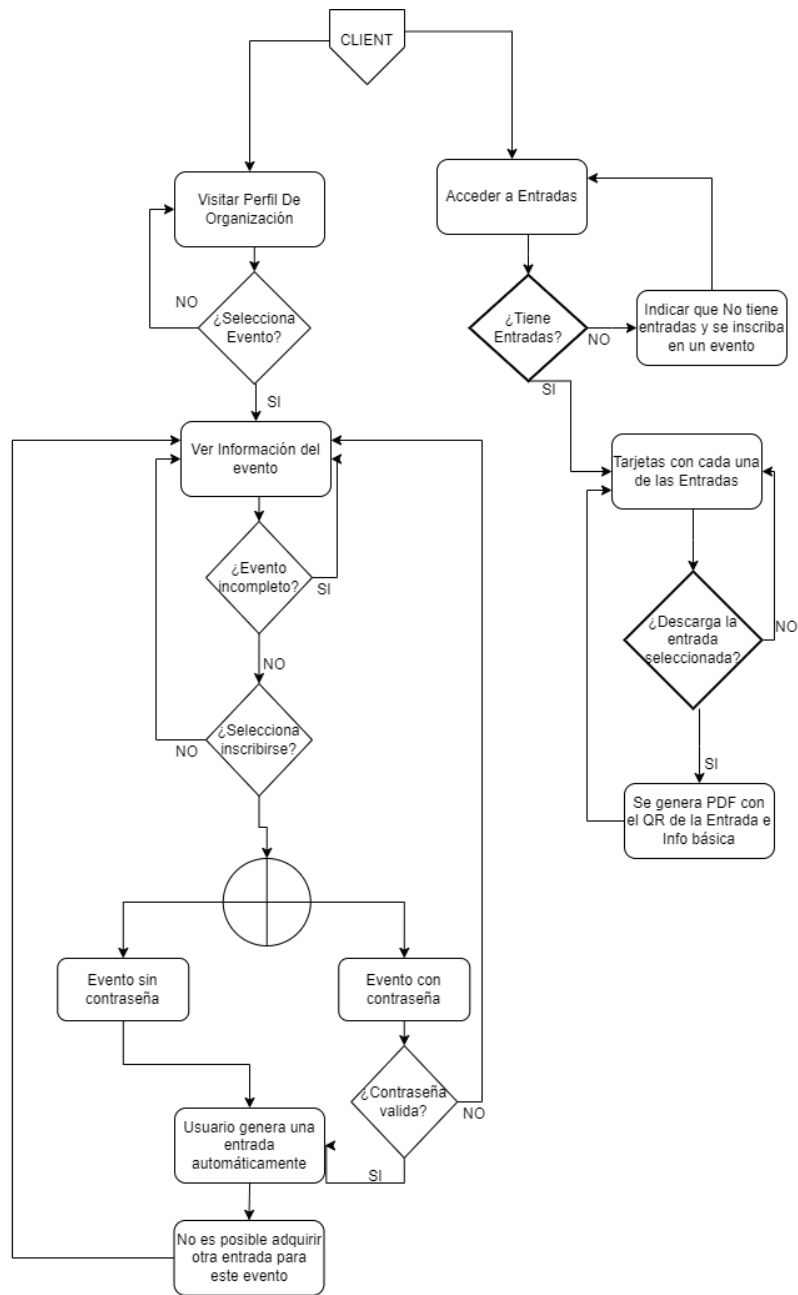 CLIENT
Visitar Perfil De
Organización
NO
¿Selecciona
Evento?
SI
Ver Información del
evento
¿Evento
incompleto?
SI
NO
¿Selecciona
inscribirse?
NO
Evento sin
contraseña
Evento con
contraseña
¿Contraseña
valida?
NO
SI
Usuario genera una
entrada
automáticamente
No es posible adquirir
otra entrada para
este evento
Acceder a Entradas
¿Tiene
Entradas?
NO
Indicar que No tiene
entradas y se inscriba
en un evento
SI
Tarjetas con cada una
de las Entradas
¿Descarga la
entrada
seleccionada?
NO
SI
Se genera PDF con
el QR de la Entrada e
Info básica